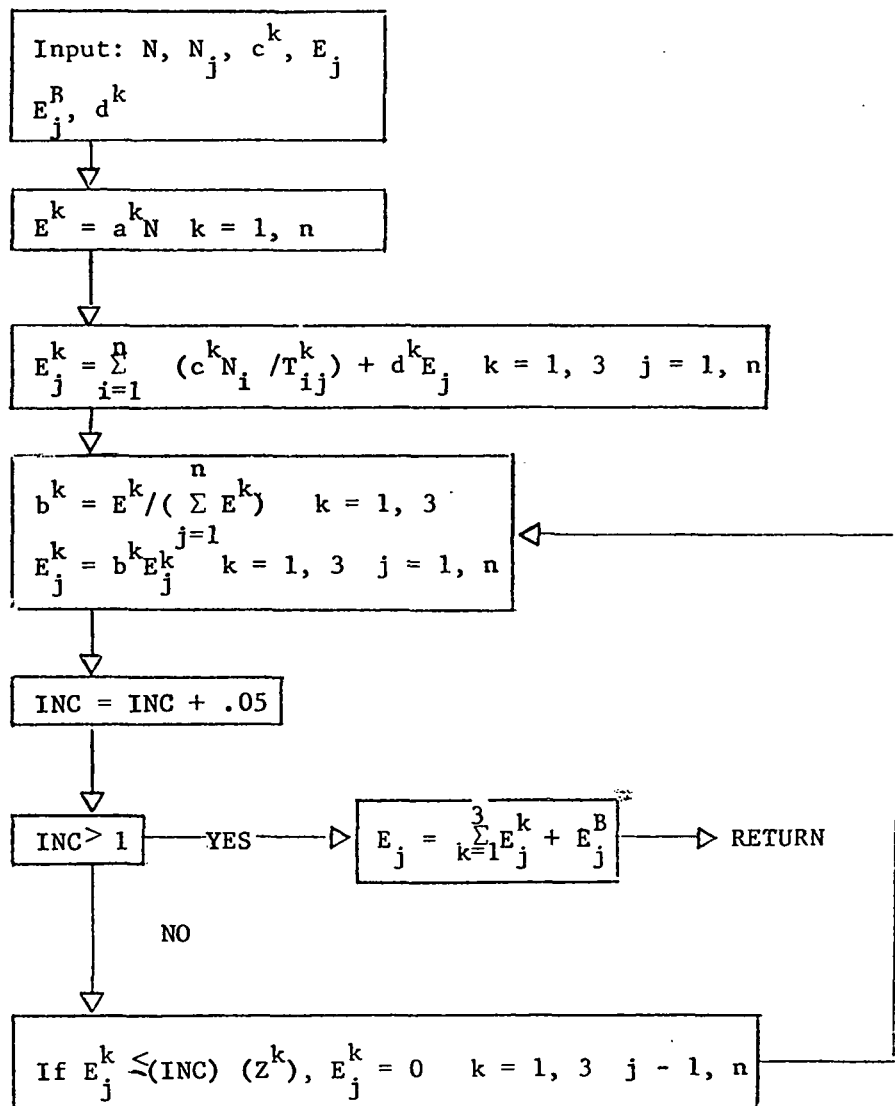 Input: N, N_j, c^k, E_j
E_j^B, d^k
E^k = a^k N k = 1, n
E_j^k = Σ_{i=1}^n (c^k N_i /T_{ij}^k) + d^k E_j k = 1, 3 j = 1, n
b^k = E^k/( Σ_{j=1}^n E^k) k = 1, 3
E_j^k = b^k E_j^k k = 1, 3 j = 1, n
INC = INC + .05
INC > 1 YES E_j = Σ_{k=1}^3 E_j^k + E_j^B RETURN
NO
If E_j^k ≤ (INC) (Z^k), E_j^k = 0 k = 1, 3 j - 1, n